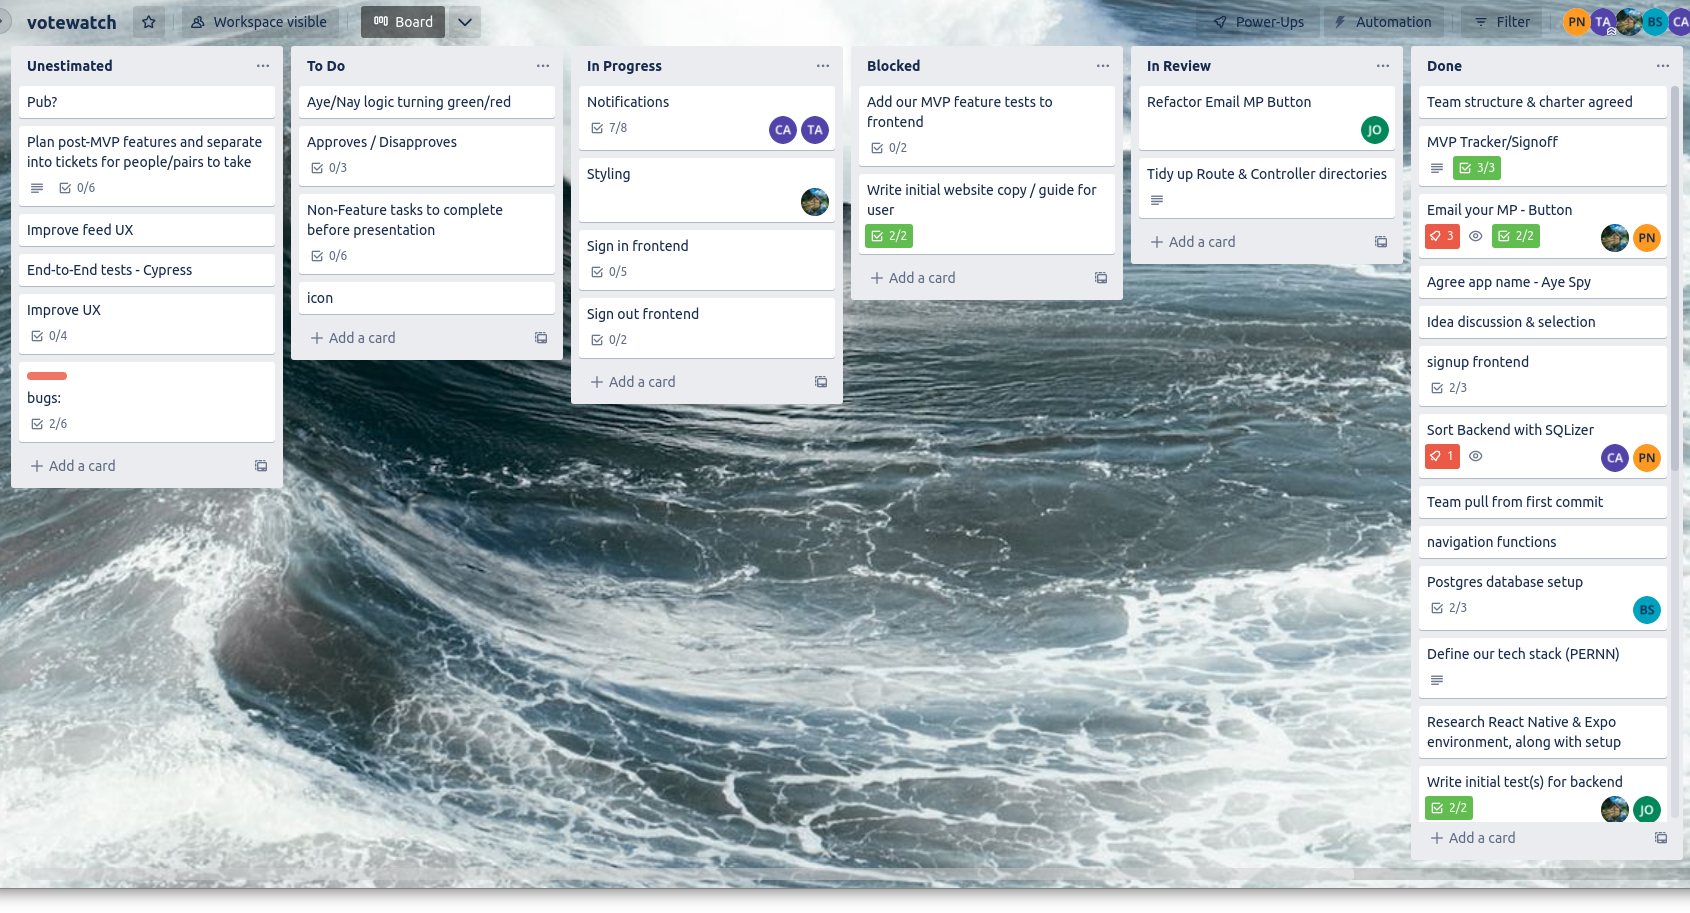 votewatch
Workspace visible
Board
Power-Ups
Automation
Filter
PN
TA
BS
CA
Unestimated
Pub?
Plan post-MVP features and separate
into tickets for people/pairs to take
0/6
Improve feed UX
End-to-End tests - Cypress
Improve UX
0/4
bugs:
2/6
Add a card
To Do
Aye/Nay logic turning green/red
Approves / Disapproves
0/3
Non-Feature tasks to complete
before presentation
0/6
icon
Add a card
In Progress
Notifications
7/8
CA
TA
Styling
Sign in frontend
0/5
Sign out frontend
0/2
Add a card
Blocked
Add our MVP feature tests to
frontend
0/2
Write initial website copy / guide for
user
2/2
Add a card
In Review
Refactor Email MP Button
JO
Tidy up Route & Controller directories
Add a card
Done
Team structure & charter agreed
MVP Tracker/Signoff
3/3
Email your MP - Button
3
2/2
PN
Agree app name - Aye Spy
Idea discussion & selection
signup frontend
2/3
Sort Backend with SQLizer
1
CA
PN
Team pull from first commit
navigation functions
Postgres database setup
2/3
BS
Define our tech stack (PERNN)
Research React Native & Expo
environment, along with setup
Write initial test(s) for backend
2/2
JO
Add a card